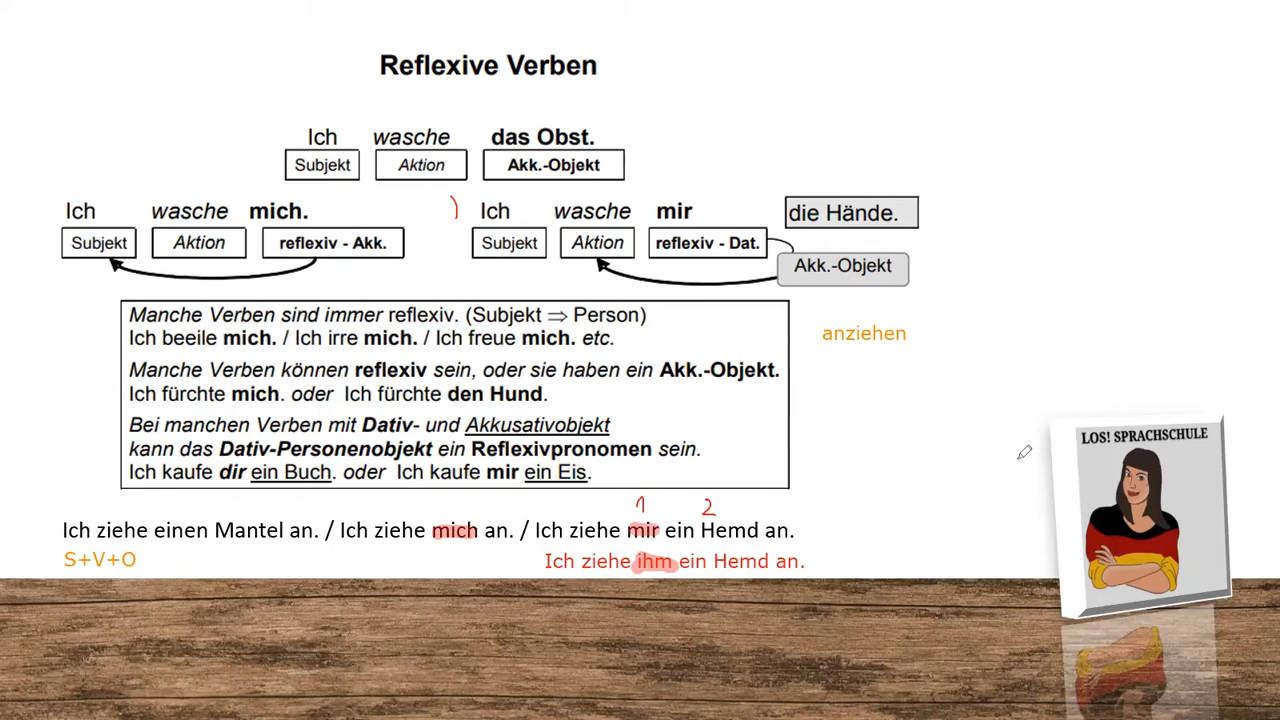 Reflexive Verben
Ich wasche das Obst.
Subjekt Aktion Akk.-Objekt
Ich wasche mich. ) Ich wasche mir die Hände.
Subjekt Aktion reflexiv - Akk. Subjekt Aktion reflexiv - Dat.
Akk.-Objekt
Manche Verben sind immer reflexiv. (Subjekt ⇒ Person)
Ich beeile mich. / Ich irre mich. / Ich freue mich. etc.
anziehen
Manche Verben können reflexiv sein, oder sie haben ein Akk.-Objekt.
Ich fürchte mich. oder Ich fürchte den Hund.
Bei manchen Verben mit Dativ- und Akkusativobjekt
kann das Dativ-Personenobjekt ein Reflexivpronomen sein.
Ich kaufe dir ein Buch. oder Ich kaufe mir ein Eis.
LOS! SPRACHSCHULE
1 2
Ich ziehe einen Mantel an. / Ich ziehe mich an. / Ich ziehe mir ein Hemd an.
S+V+O
Ich ziehe ihm ein Hemd an.